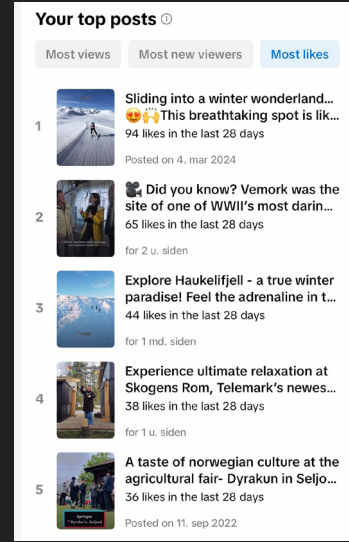 Your top posts
Most views
Most new viewers
Most likes
1
Sliding into a winter wonderland...
😍🙌This breathtaking spot is lik...
94 likes in the last 28 days
Posted on 4. mar 2024
2
🎥 Did you know? Vemork was the
site of one of WWII's most darin...
65 likes in the last 28 days
for 2 u. siden
3
Explore Haukelifjell - a true winter
paradise! Feel the adrenaline in t...
44 likes in the last 28 days
for 1 md. siden
4
Experience ultimate relaxation at
Skogens Rom, Telemark's newes...
38 likes in the last 28 days
for 1 u. siden
5
A taste of norwegian culture at the
agricultural fair- Dyrakun in Seljo...
36 likes in the last 28 days
Posted on 11. sep 2022